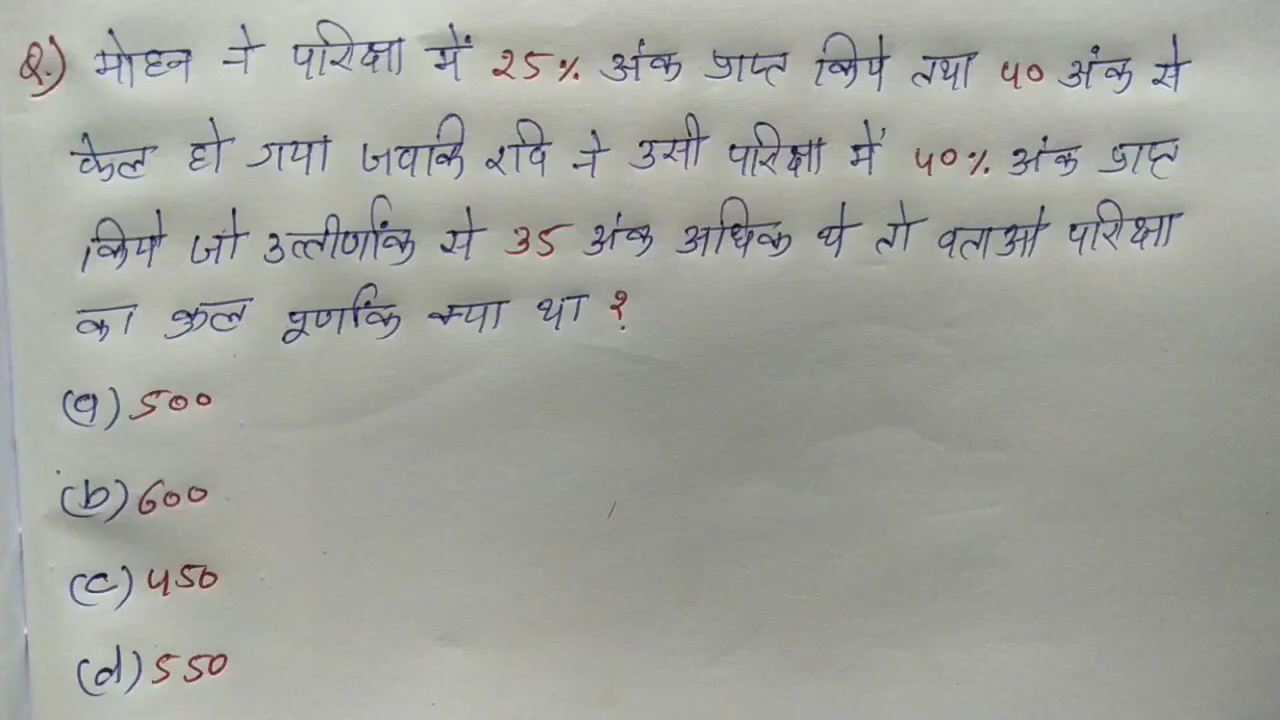 Q.) मोहन ने परिक्षा में 25% अंक प्राप्त किये तथा 40 अंक से
फेल हो गया जबकि रवि ने उसी परिक्षा में 40% अंक प्राप्त
किये जो उत्तीर्णांक से 35 अंक अधिक थे तो बताओ परिक्षा
का कुल पूर्णांक क्या था ?
(a) 500
(b) 600
(c) 450
(d) 550